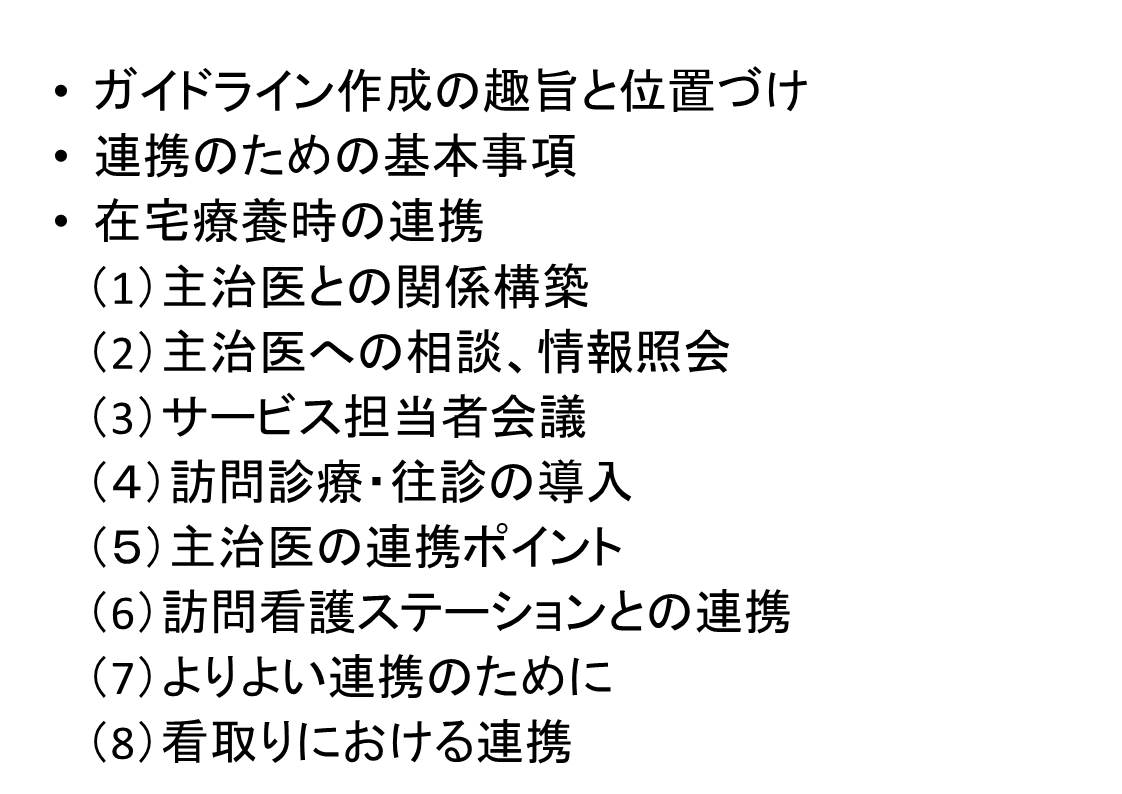 • ガイドライン作成の趣旨と位置づけ
• 連携のための基本事項
• 在宅療養時の連携
（1）主治医との関係構築
（2）主治医への相談、情報照会
（3）サービス担当者会議
（４）訪問診療・往診の導入
（５）主治医の連携ポイント
（6）訪問看護ステーションとの連携
（7）よりよい連携のために
（8）看取りにおける連携